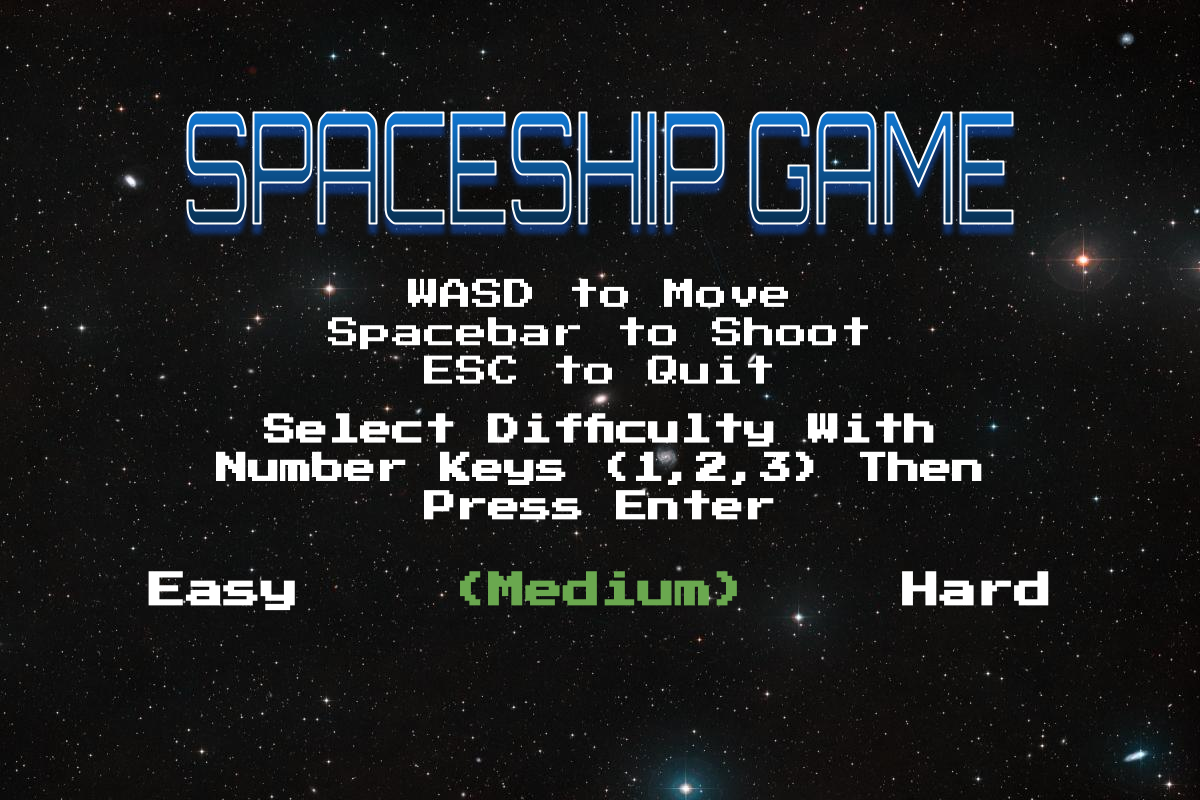 SPACESHIP GAME
WASD to Move
Spacebar to Shoot
ESC to Quit
Select Difficulty With
Number Keys (1,2,3) Then
Press Enter
Easy (Medium) Hard